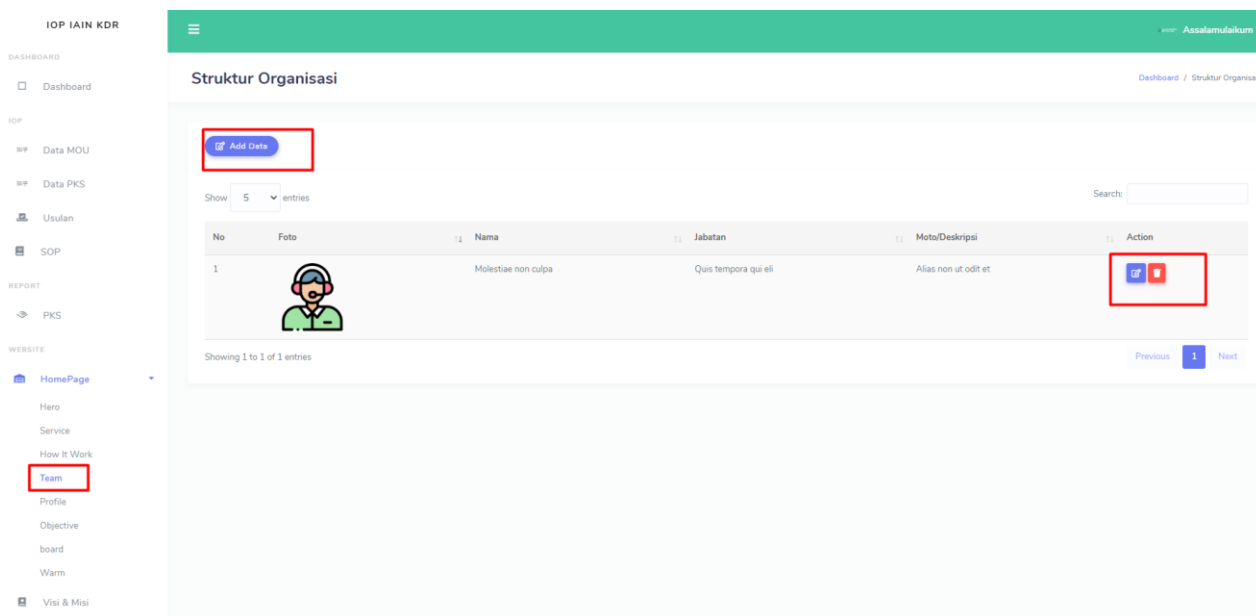 IOP IAIN KDR
Assalamulaikum
DASHBOARD
Dashboard
IOP
Data MOU
Data PKS
Usulan
SOP
REPORT
PKS
WEBSITE
HomePage
Hero
Service
How It Work
Team
Profile
Objective
board
Warm
Visi & Misi
Struktur Organisasi
Dashboard / Struktur Organisa
Add Data
Show 5 entries
Search:
No Foto Nama Jabatan Moto/Deskripsi Action
1 Molestiae non culpa Quis tempora qui eli Alias non ut odit et
Showing 1 to 1 of 1 entries
Previous 1 Next